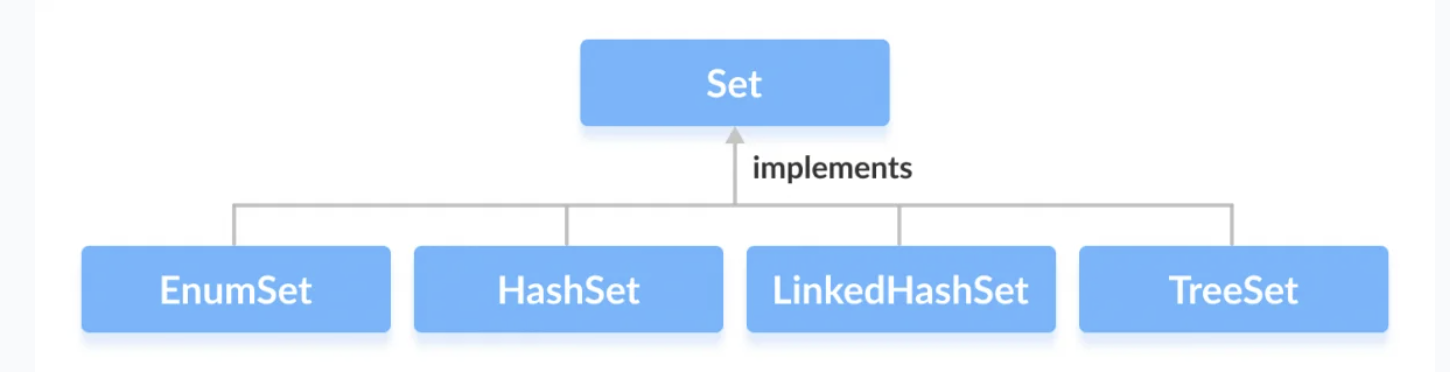 Set
implements
EnumSet
HashSet
LinkedHashSet
TreeSet